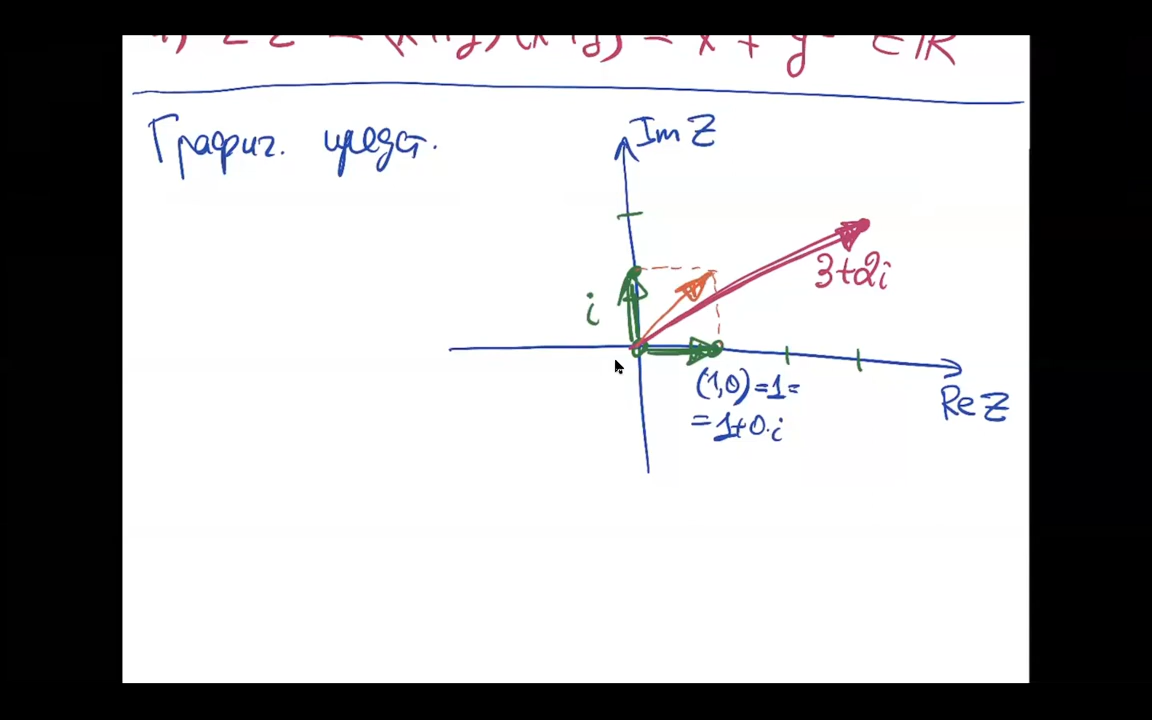 Графич. предст.
Im Z
3+2i
i
(1,0)=1=
=1+0·i
Re Z